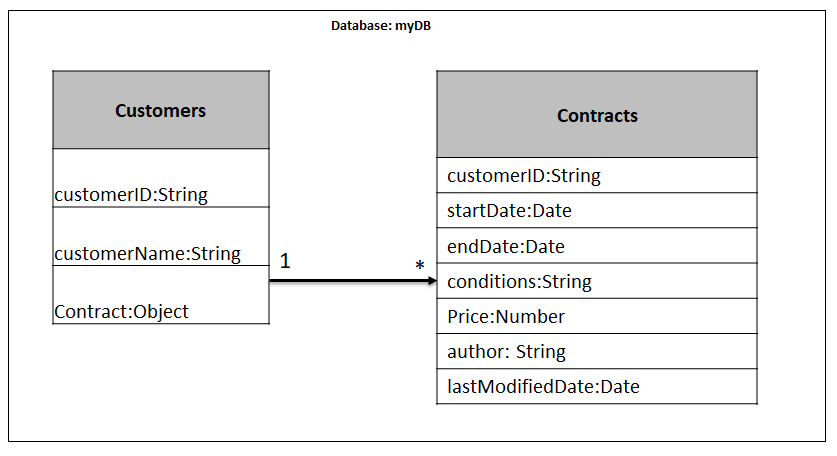 Database: myDB
Customers
customerID:String
customerName:String
Contract:Object
1
*
Contracts
customerID:String
startDate:Date
endDate:Date
conditions:String
Price:Number
author: String
lastModifiedDate:Date